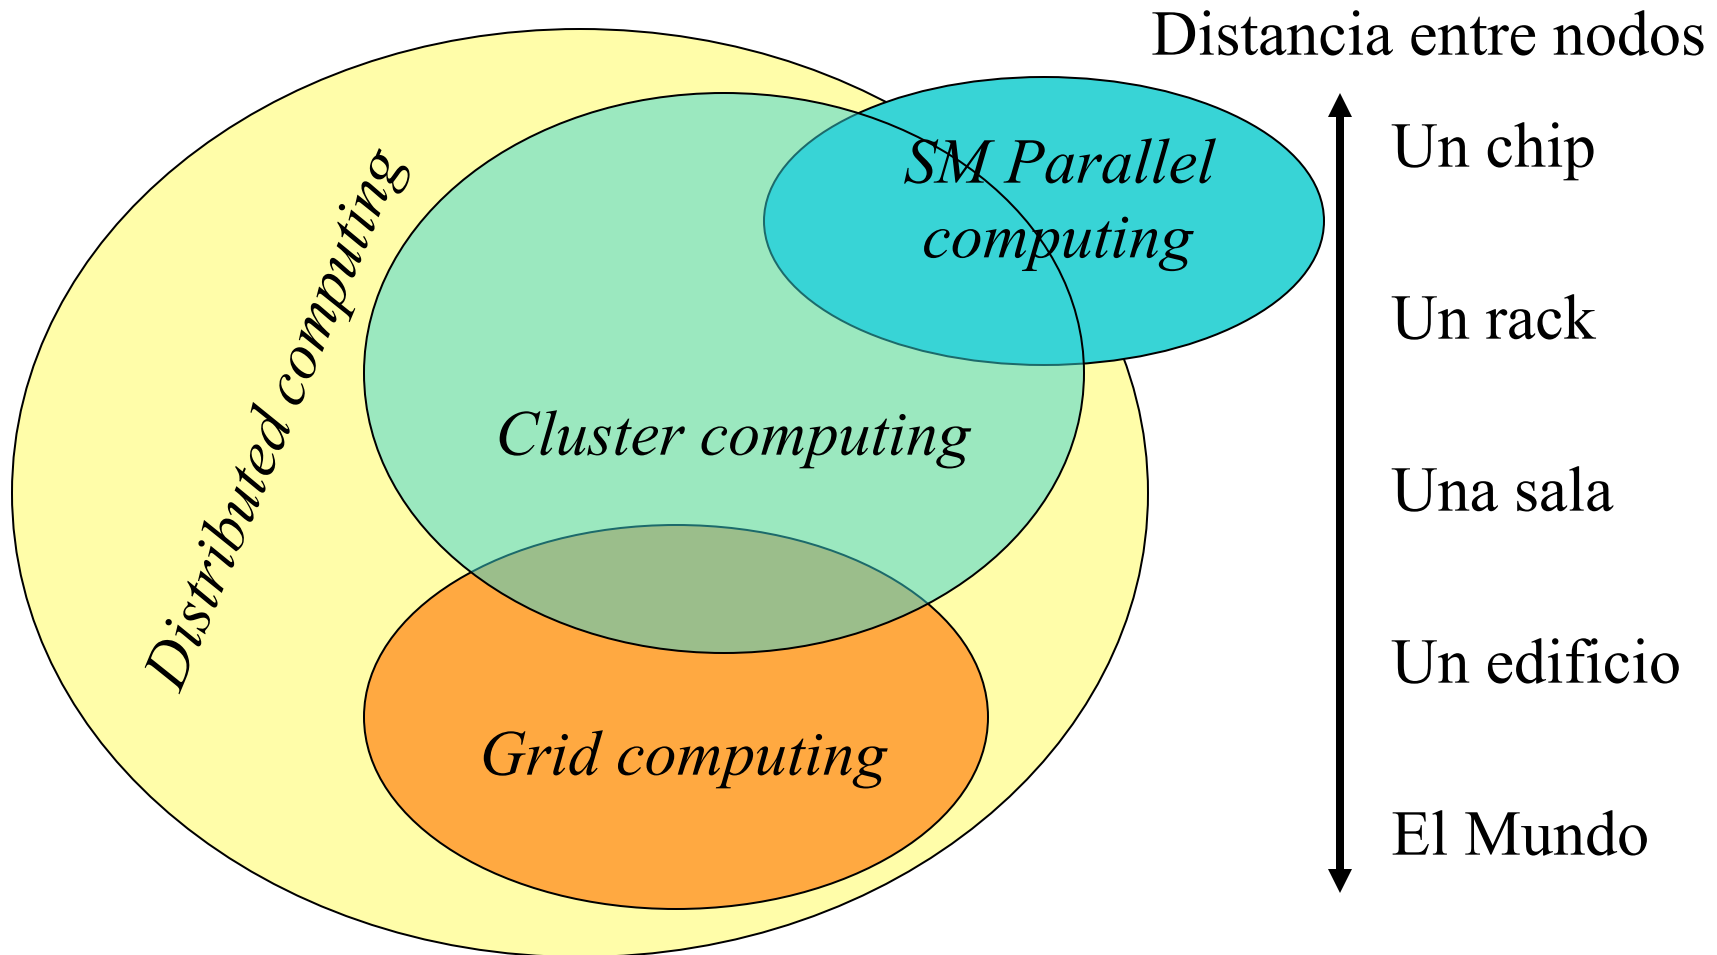 Distancia entre nodos
Distributed computing
SM Parallel
computing
Cluster computing
Grid computing
Un chip
Un rack
Una sala
Un edificio
El Mundo